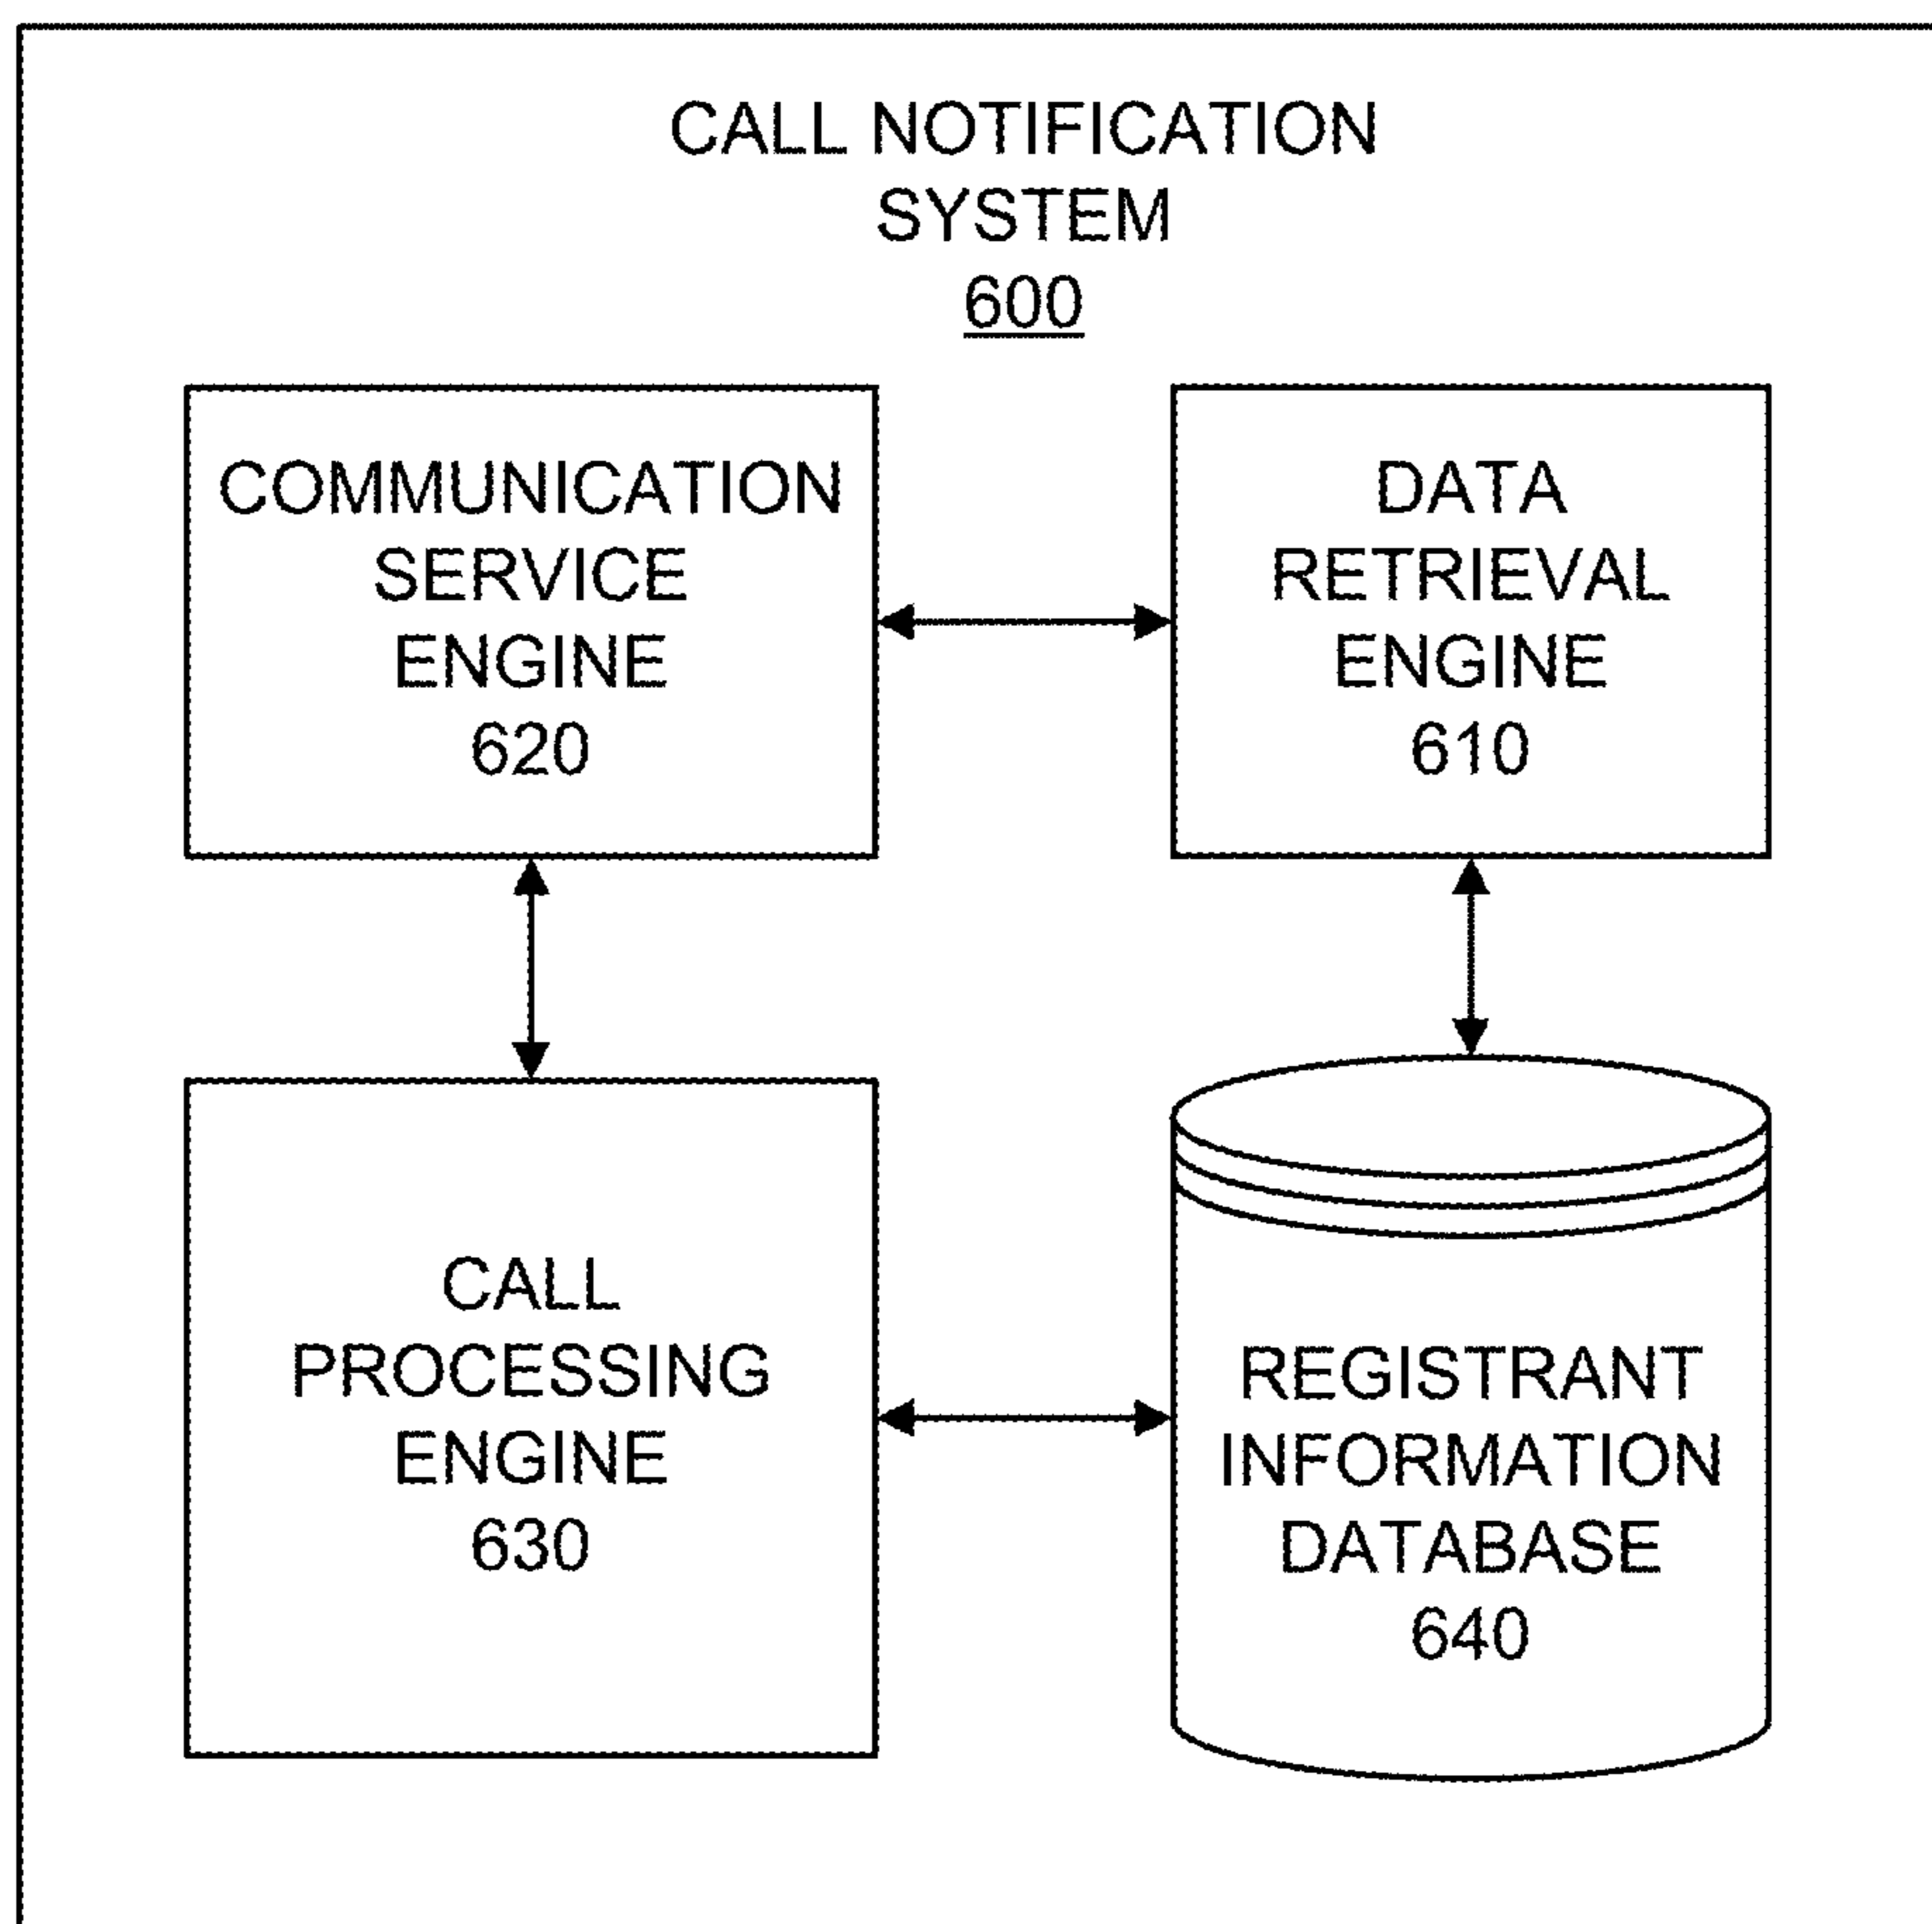 CALL NOTIFICATION
SYSTEM
600
COMMUNICATION
SERVICE
ENGINE
620
DATA
RETRIEVAL
ENGINE
610
CALL
PROCESSING
ENGINE
630
REGISTRANT
INFORMATION
DATABASE
640